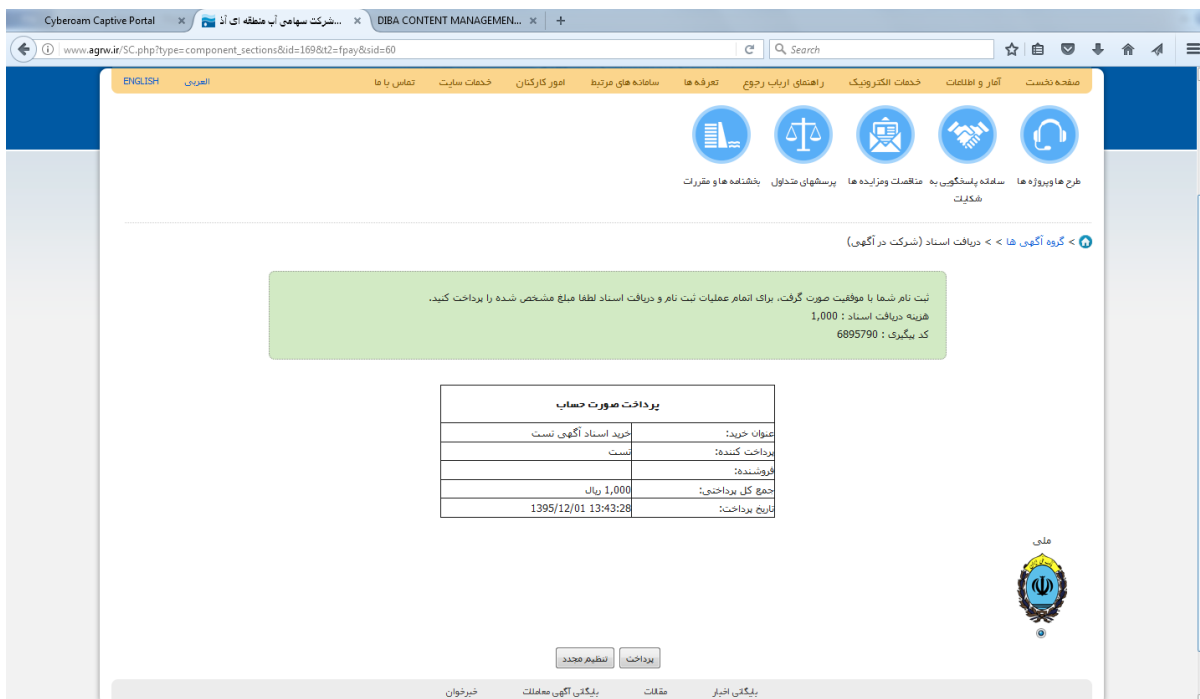 Cyberoam Captive Portal
شرکت سهامی آب منطقه ای آذ...
DIBA CONTENT MANAGEMEN...
www.agrw.ir/SC.php?type=component_sections&id=169&t2=fpay&sid=60
Search
صفحه نخست آمار و اطلاعات خدمات الکترونیک راهنمای ارباب رجوع تعرفه ها سامانه های مرتبط امور کارکنان خدمات سایت تماس با ما العربی ENGLISH
طرح هاوپروژه ها سامانه پاسخگویی به مناقصات ومزایده ها پرسشهای متداول بخشنامه ها و مقررات
شکایات
> گروه آگهی ها > > دریافت اسناد (شرکت در آگهی)
ثبت نام شما با موفقیت صورت گرفت، برای اتمام عملیات ثبت نام و دریافت اسناد لطفا مبلغ مشخص شده را پرداخت کنید.
هزینه دریافت اسناد : 1,000
کد پیگیری : 6895790
پرداخت صورت حساب
عنوان خرید: خرید اسناد آگهی تست
پرداخت کننده: تست
فروشنده:
جمع کل پرداختی: 1,000 ریال
تاریخ پرداخت: 1395/12/01 13:43:28
ملی
پرداخت تنظیم مجدد
بایگانی اخبار مقالات بایگانی آگهی معاملات خبرخوان